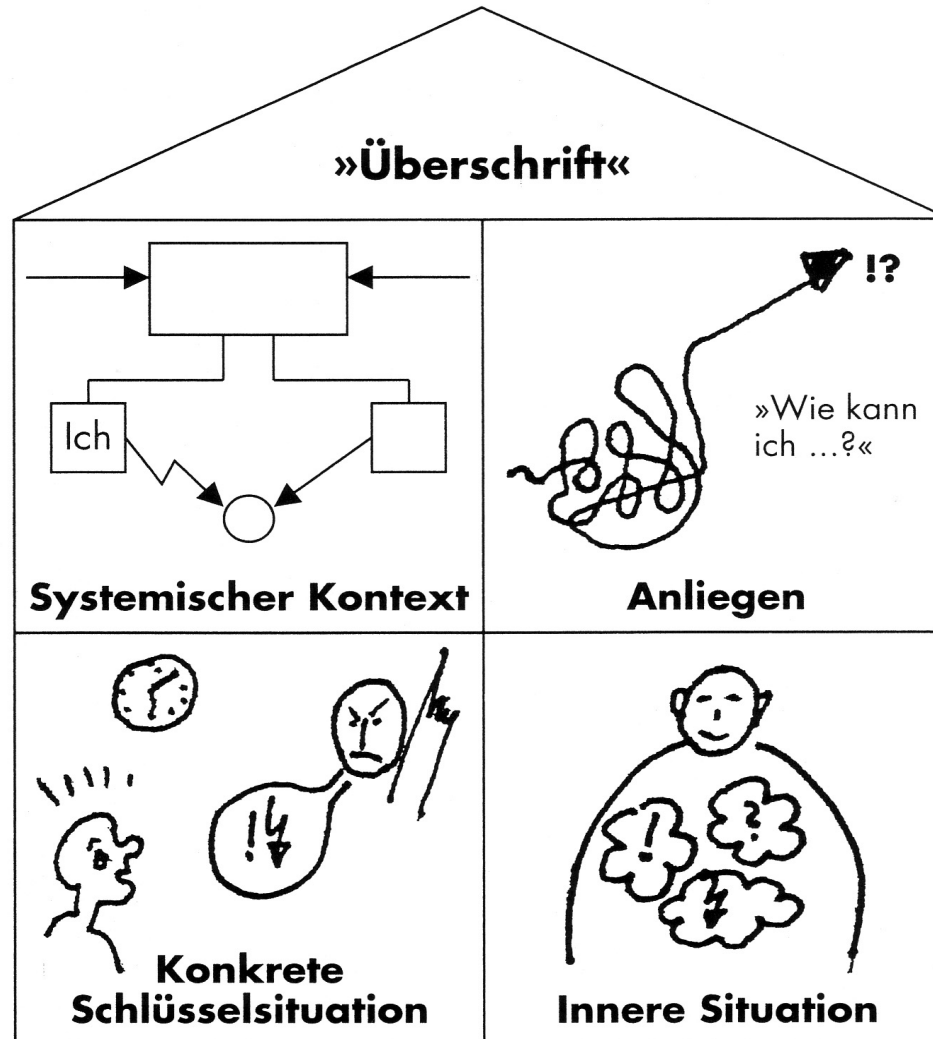 »Überschrift«
Ich
Systemischer Kontext
!?
»Wie kann
ich ...?«
Anliegen
!
Konkrete
Schlüsselsituation
!
?
Innere Situation